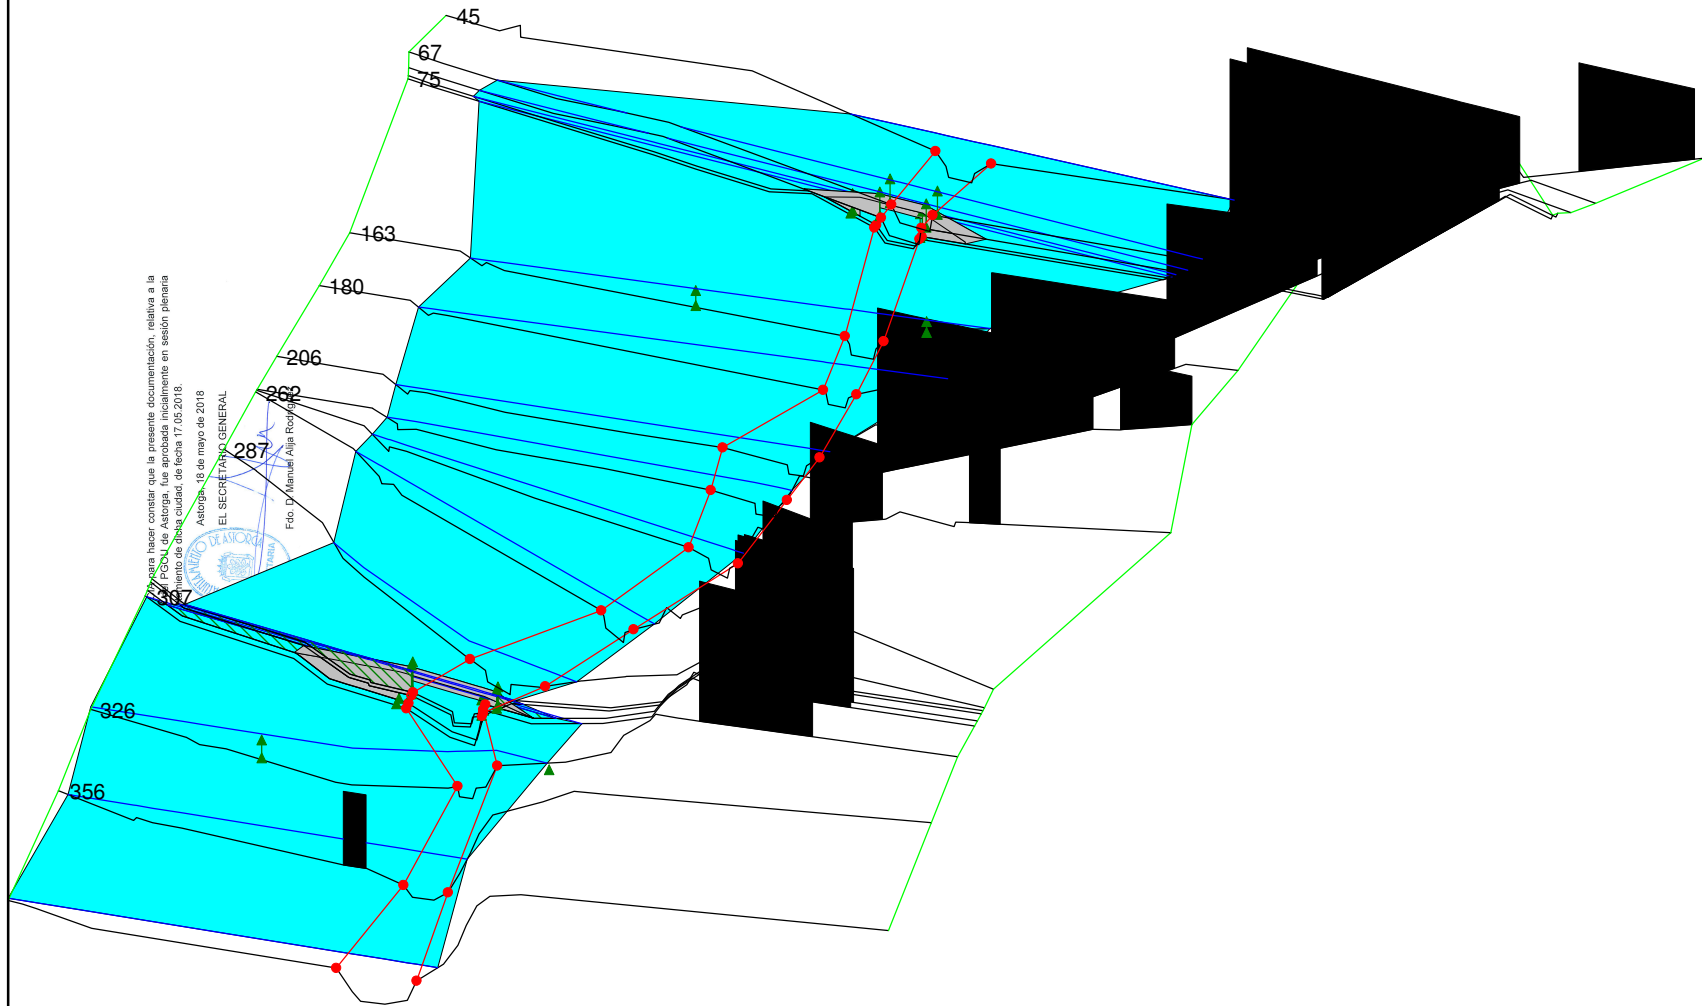 45
67
75
163
180
206
262
287
307
326
356
para hacer constar que la presente documentación, relativa a la
PGOU de Astorga, fue aprobada inicialmente en sesión plenaria
miento de dicha ciudad, de fecha 17.05.2018.
Astorga, 18 de mayo de 2018
EL SECRETARIO GENERAL
Fdo. D. Manuel Alija Rodríguez
DE ASTORGA